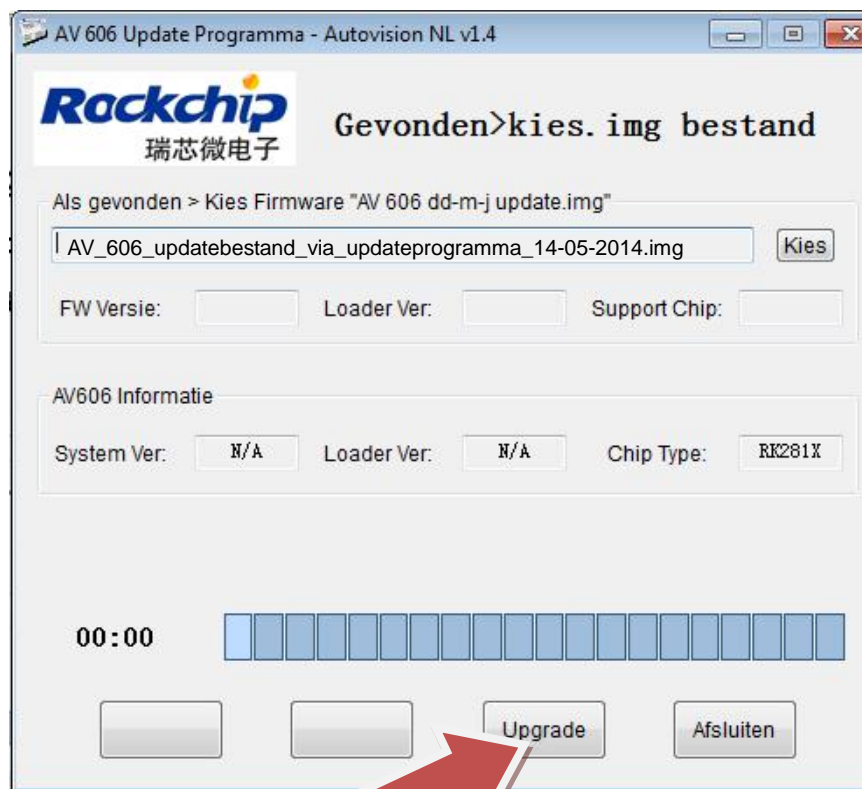 AV 606 Update Programma - Autovision NL v1.4
Rockchip
瑞芯微电子
Gevonden>kies.img bestand
Als gevonden > Kies Firmware "AV 606 dd-m-j update.img"
AV_606_updatebestand_via_updateprogramma_14-05-2014.img Kies
FW Versie: Loader Ver: Support Chip:
AV606 Informatie
System Ver: N/A Loader Ver: N/A Chip Type: RK281X
00:00
Upgrade Afsluiten